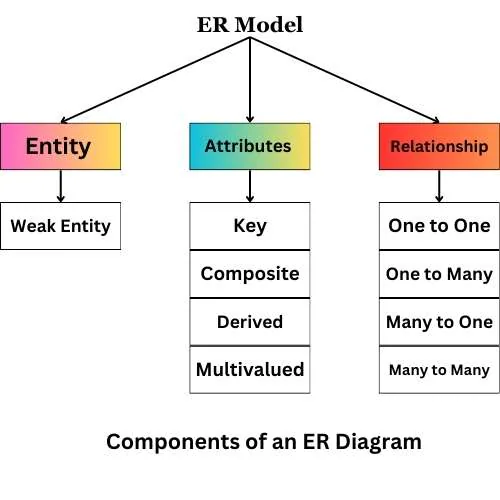 ER Model
Entity
Attributes
Relationship
Weak Entity
Key
One to One
Composite
One to Many
Derived
Many to One
Multivalued
Many to Many
Components of an ER Diagram